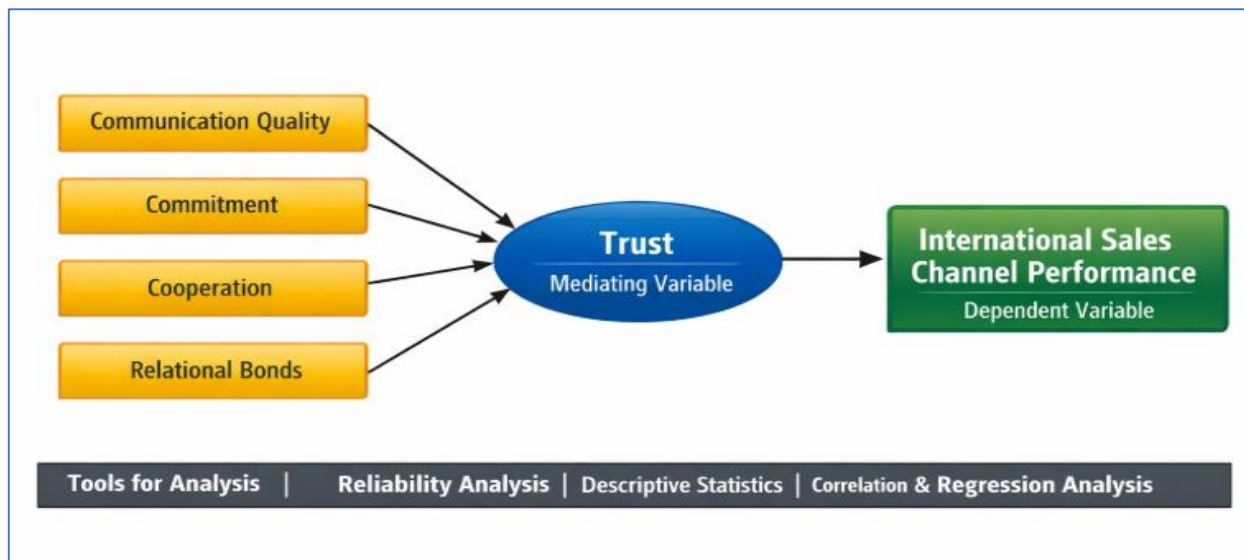 Communication Quality
Commitment
Cooperation
Relational Bonds
Trust
Mediating Variable
International Sales
Channel Performance
Dependent Variable
Tools for Analysis | Reliability Analysis | Descriptive Statistics | Correlation & Regression Analysis